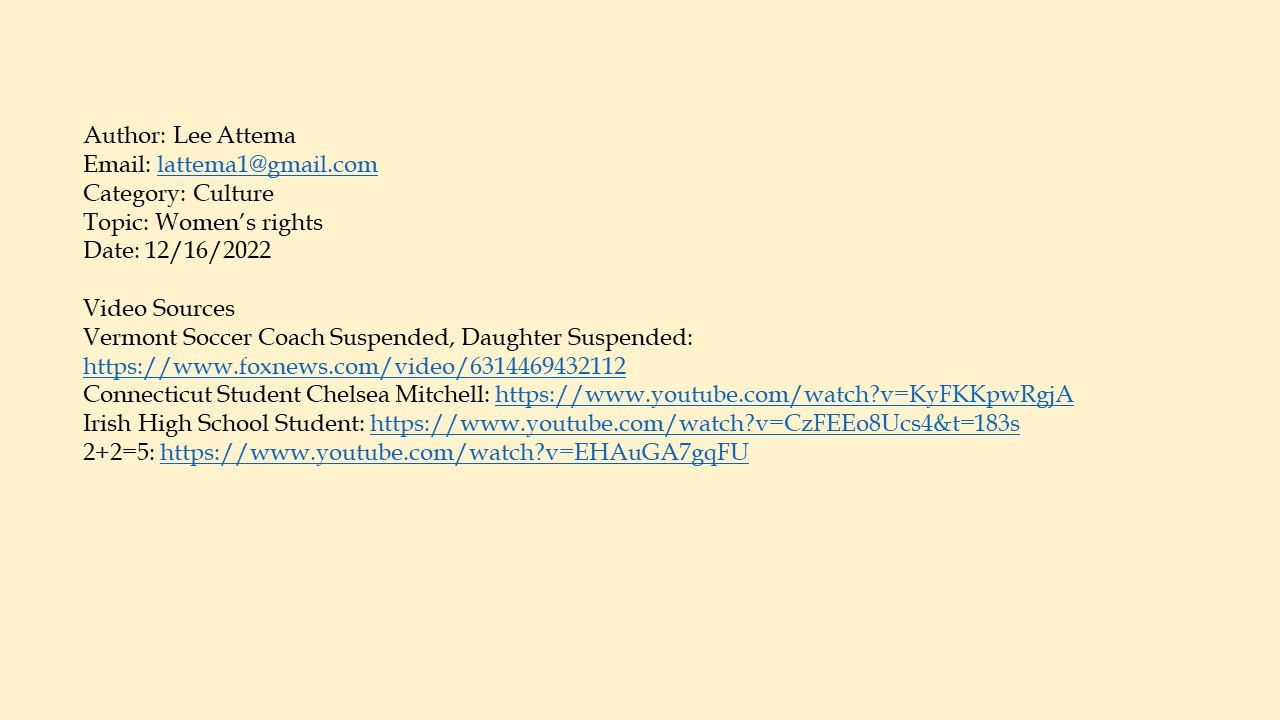 Author: Lee Attema
Email: lattema1@gmail.com
Category: Culture
Topic: Women’s rights
Date: 12/16/2022
Video Sources
Vermont Soccer Coach Suspended, Daughter Suspended:
https://www.foxnews.com/video/6314469432112
Connecticut Student Chelsea Mitchell: https://www.youtube.com/watch?v=KyFKKpwRgjA
Irish High School Student: https://www.youtube.com/watch?v=CzFEEo8Ucs4&t=183s
2+2=5: https://www.youtube.com/watch?v=EHAuGA7gqFU